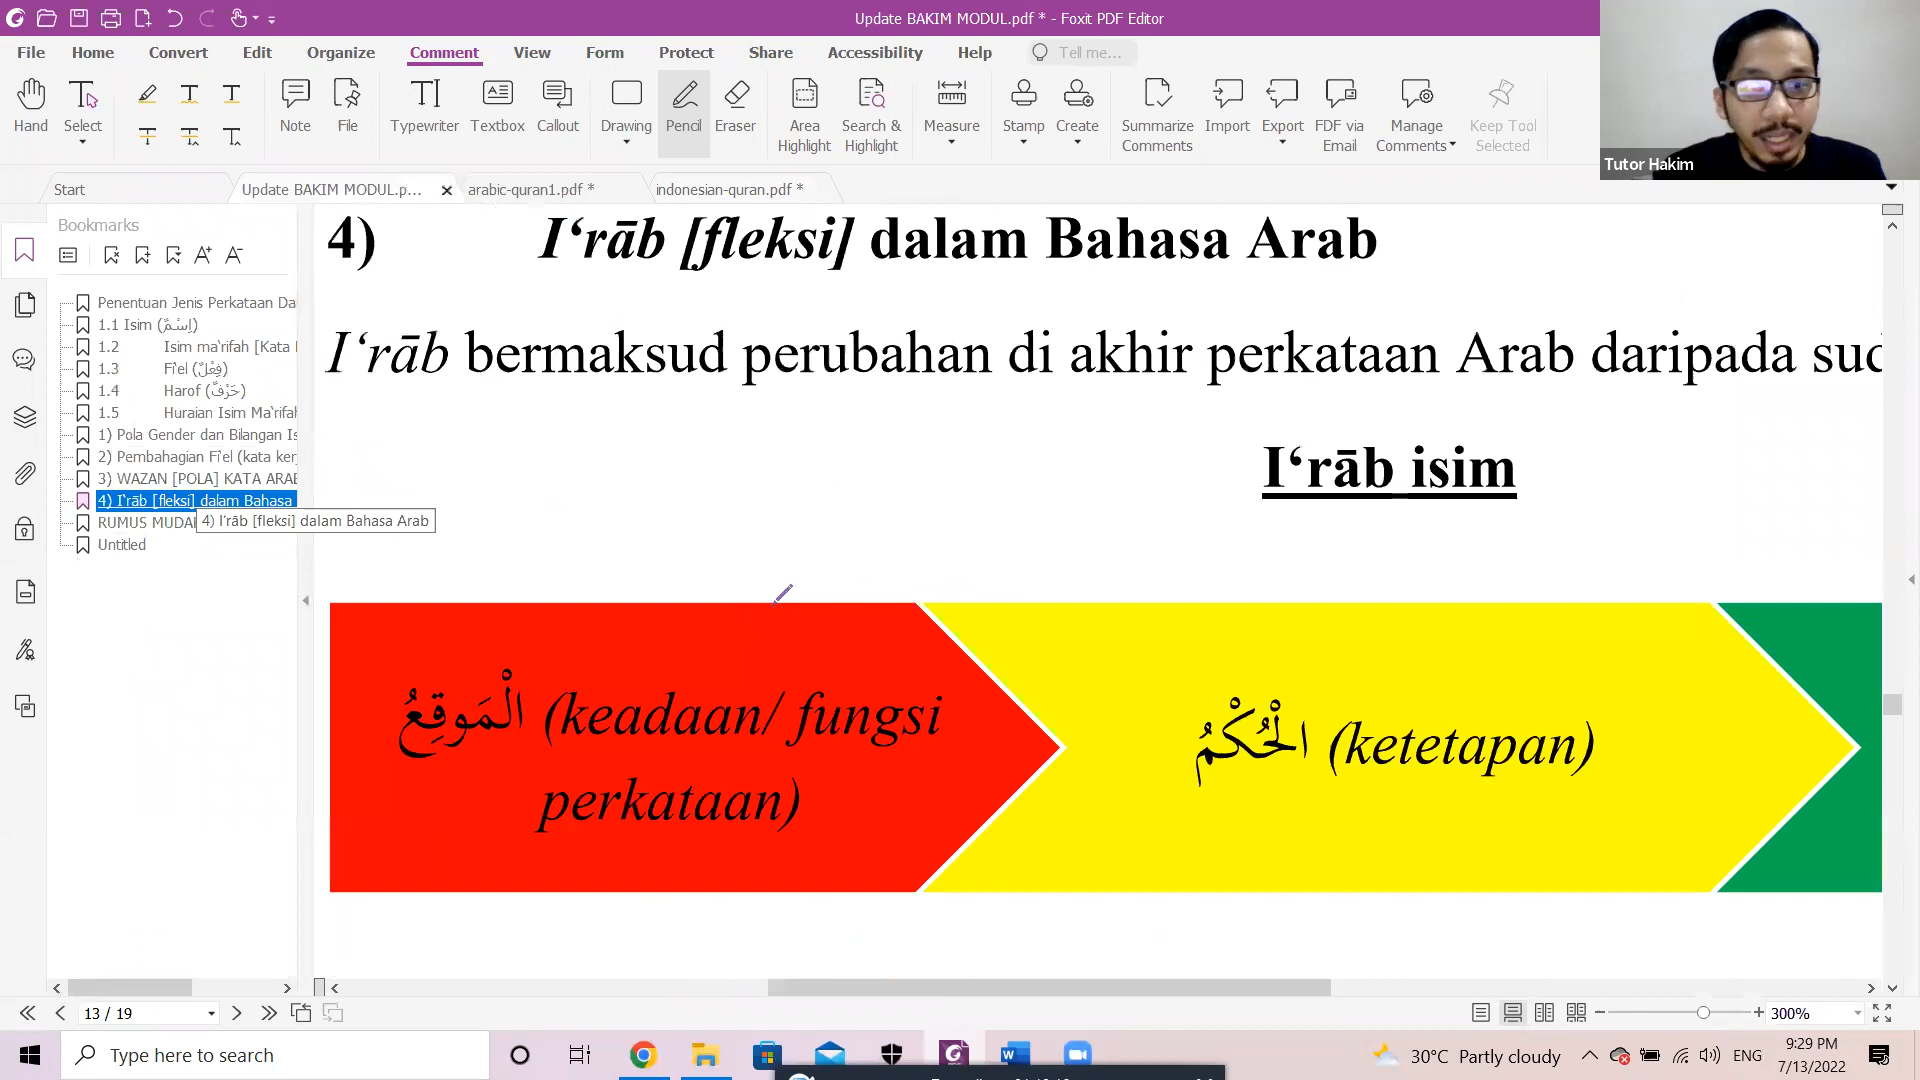 Update BAKIM MODUL.pdf * - Foxit PDF Editor
File Home Convert Edit Organize Comment View Form Protect Share Accessibility Help Tell me...
Hand Select Note File Typewriter Textbox Callout Drawing Pencil Eraser Area Highlight Search & Highlight Measure Stamp Create Summarize Comments Import Export FDF via Email Manage Comments Keep Tool Selected
Tutor Hakim
Start Update BAKIM MODUL.p... arabic-quran1.pdf * indonesian-quran.pdf *
Bookmarks
Penentuan Jenis Perkataan Da
1.1 Isim (اِسْمٌ)
1.2 Isim ma'rifah [Kata
1.3 Fi'el (فِعْلٌ)
1.4 Harof (حَرْفٌ)
1.5 Huraian Isim Ma'rifah
1) Pola Gender dan Bilangan Is
2) Pembahagian Fi'el (kata ker
3) WAZAN [POLA] KATA ARAB
4) I'rāb [fleksi] dalam Bahasa
RUMUS MUDAH
4) I'rāb [fleksi] dalam Bahasa Arab
Untitled
4) I‘rāb [fleksi] dalam Bahasa Arab
I‘rāb bermaksud perubahan di akhir perkataan Arab daripada sud
I‘rāb isim
الْمَوقِعُ (keadaan/ fungsi
perkataan)
الْحُكْمُ (ketetapan)
13 / 19
300%
Type here to search
30°C Partly cloudy
ENG
9:29 PM
7/13/2022